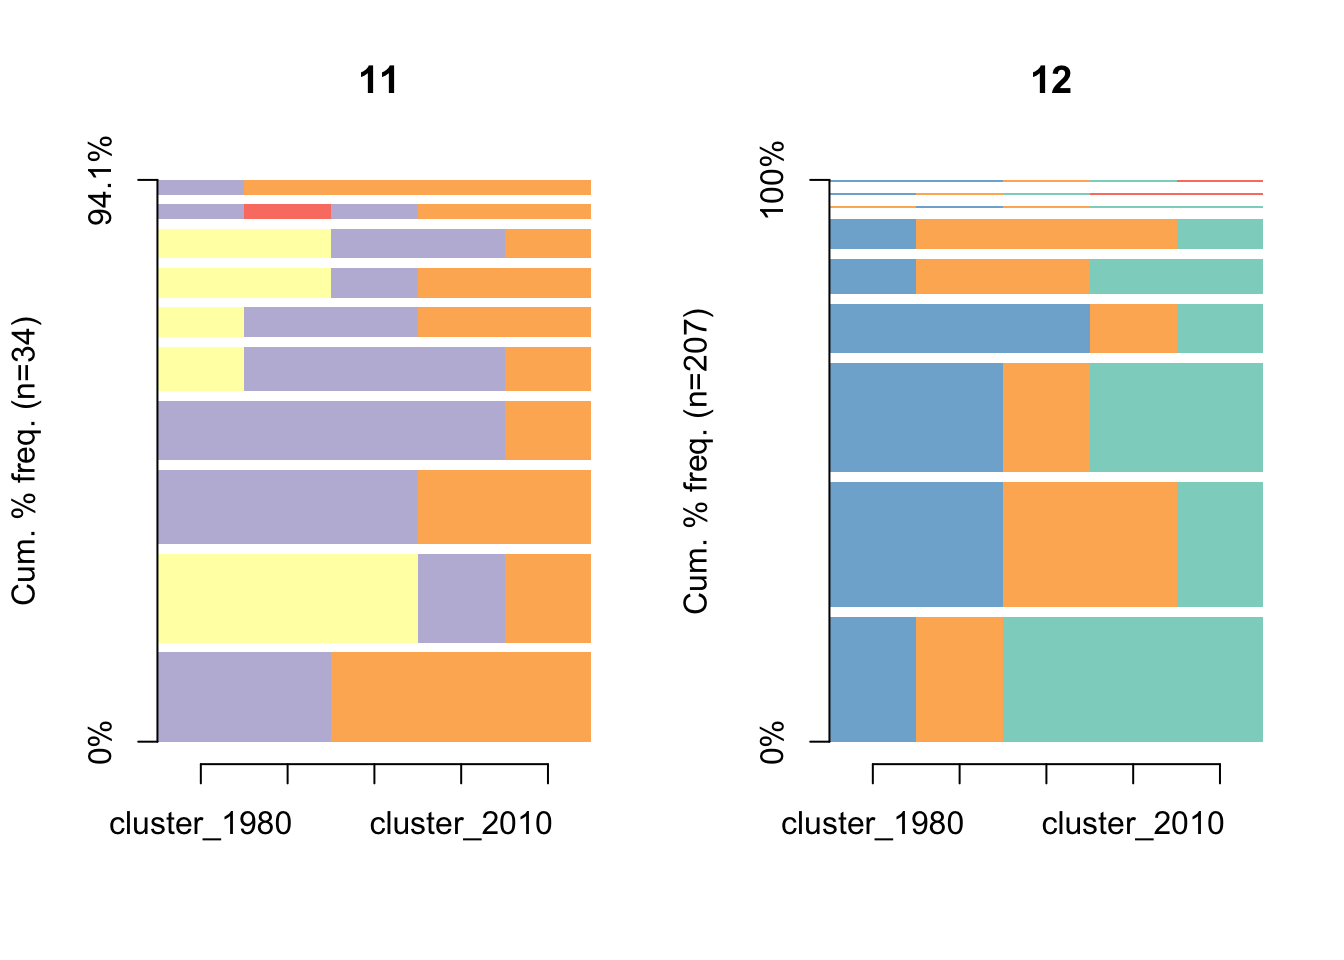 11
94.1%
Cum. % freq. (n=34)
0%
cluster_1980
cluster_2010
12
100%
Cum. % freq. (n=207)
0%
cluster_1980
cluster_2010